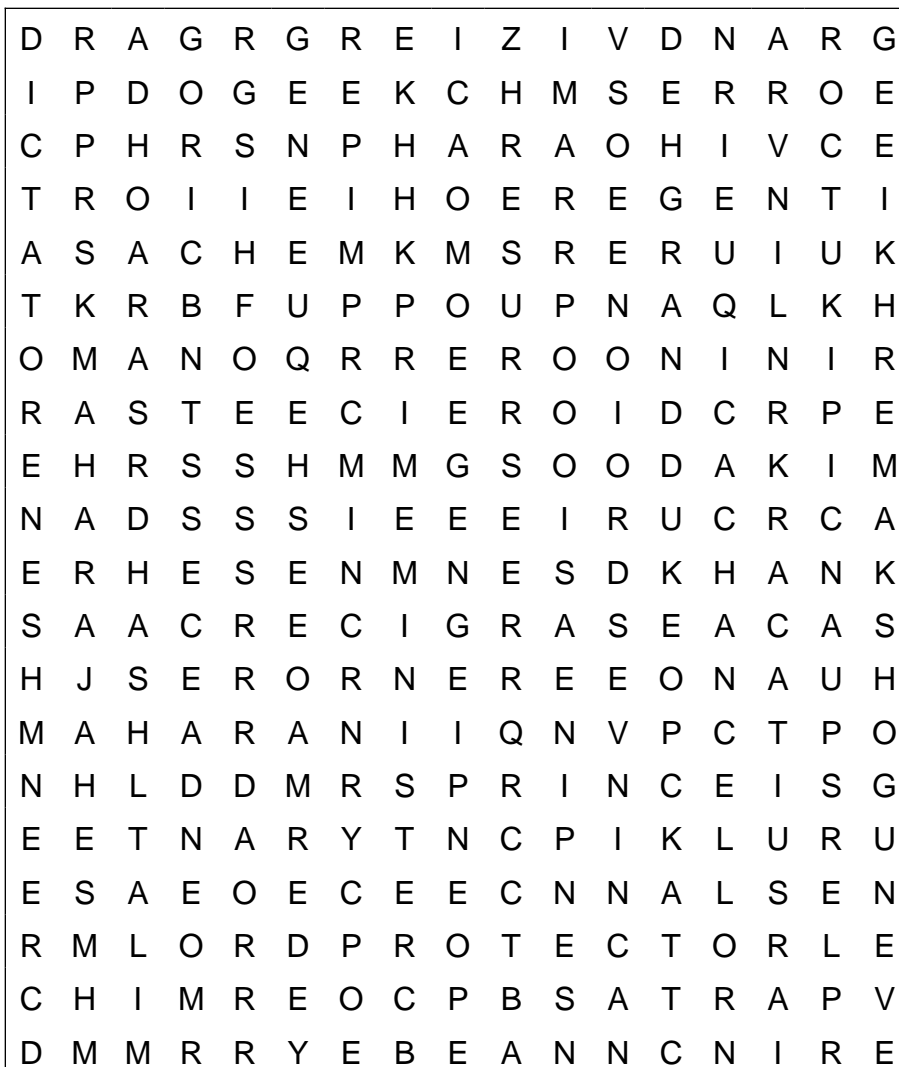 D R A G R G R E I Z I V D N A R G
I P D O G E E K C H M S E R R O E
C P H R S N P H A R A O H I V C E
T R O I I E I H O E R E G E N T I
A S A C H E M K M S R E R U I U K
T K R B F U P P O U P N A Q L K H
O M A N O Q R R E R O O N I N I R
R A S T E E C I E R O I D C R P E
E H R S S H M M G S O O D A K I M
N A D S S S I E E E I R U C R C A
E R H E S E N M N E S D K H A N K
S A A C R E C I G R A S E A C A S
H J S E R O R N E R E E O N A U H
M A H A R A N I I Q N V P C T P O
N H L D D M R S P R I N C E I S G
E E T N A R Y T N C P I K L U R U
E S A E O E C E E C N N A L S E N
R M L O R D P R O T E C T O R L E
C H I M R E O C P B S A T R A P V
D M M R R Y E B E A N N C N I R E